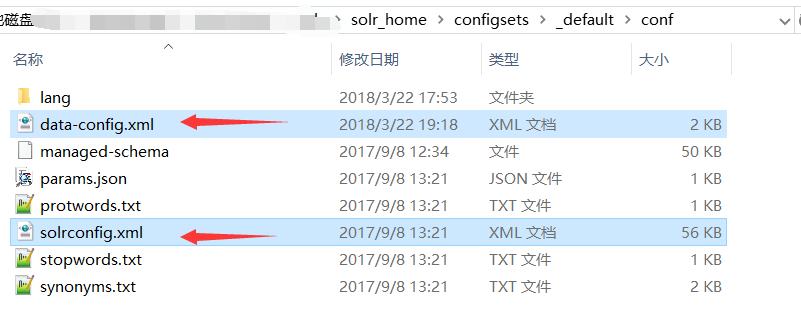 solr_home › configsets › _default › conf
名称 修改日期 类型 大小
lang 2018/3/22 17:53 文件夹
data-config.xml 2018/3/22 19:18 XML 文档 2 KB
managed-schema 2017/9/8 12:34 文件 50 KB
params.json 2017/9/8 13:21 JSON 文件 1 KB
protwords.txt 2017/9/8 13:21 TXT 文件 1 KB
solrconfig.xml 2017/9/8 13:21 XML 文档 56 KB
stopwords.txt 2017/9/8 13:21 TXT 文件 1 KB
synonyms.txt 2017/9/8 13:21 TXT 文件 2 KB